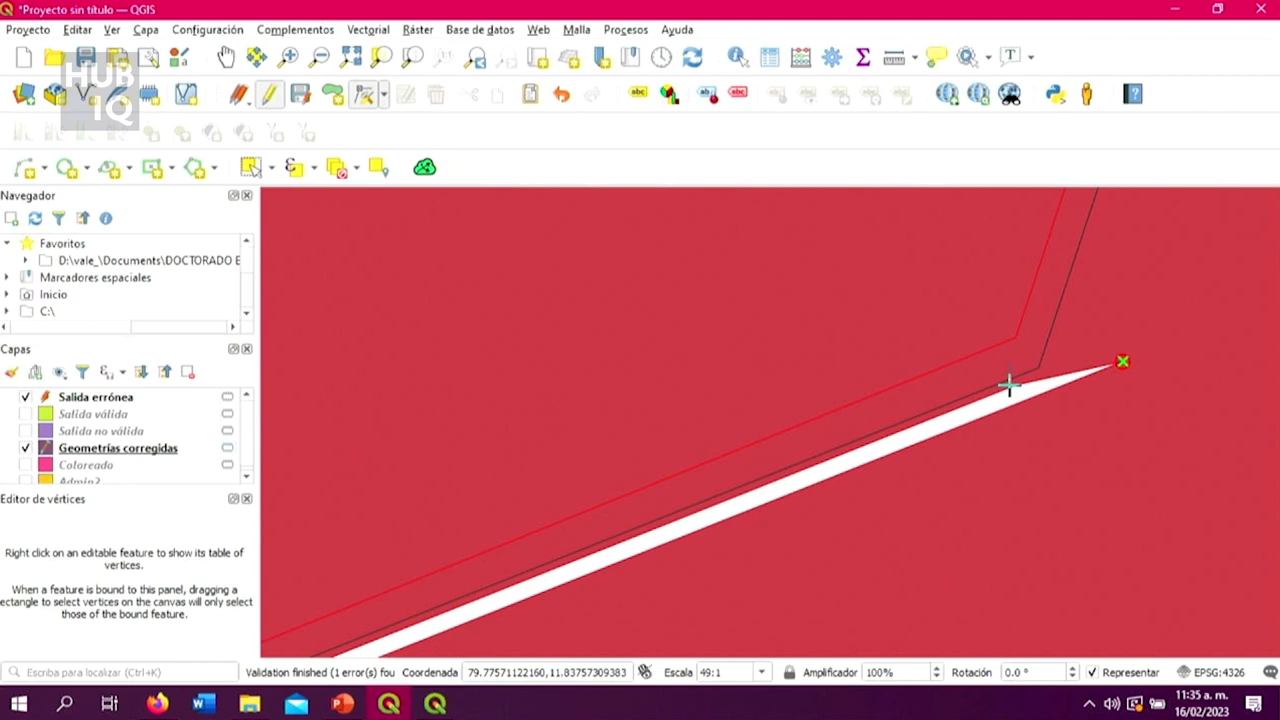 *Proyecto sin título — QGIS
Proyecto Editar Ver Capa Configuración Complementos Vectorial Ráster Base de datos Web Malla Procesos Ayuda
HUB
IQ
abc abc abc
Navegador
Favoritos
D:\vale_\Documents\DOCTORADO E
Marcadores espaciales
Inicio
C:\
Capas
Salida errónea
Salida válida
Salida no válida
Geometrías corregidas
Coloreado
Admin2
Editor de vértices
Right click on an editable feature to show its table of
vertices.
When a feature is bound to this panel, dragging a
ectangle to select vertices on the canvas will only select
those of the bound feature.
Escriba para localizar (Ctrl+K) Validation finished (1 error(s) fou Coordenada 79.77571122160,11.83757309383 Escala 49:1 Amplificador 100% Rotación 0.0 ° Representar EPSG:4326
11:35 a. m.
16/02/2023